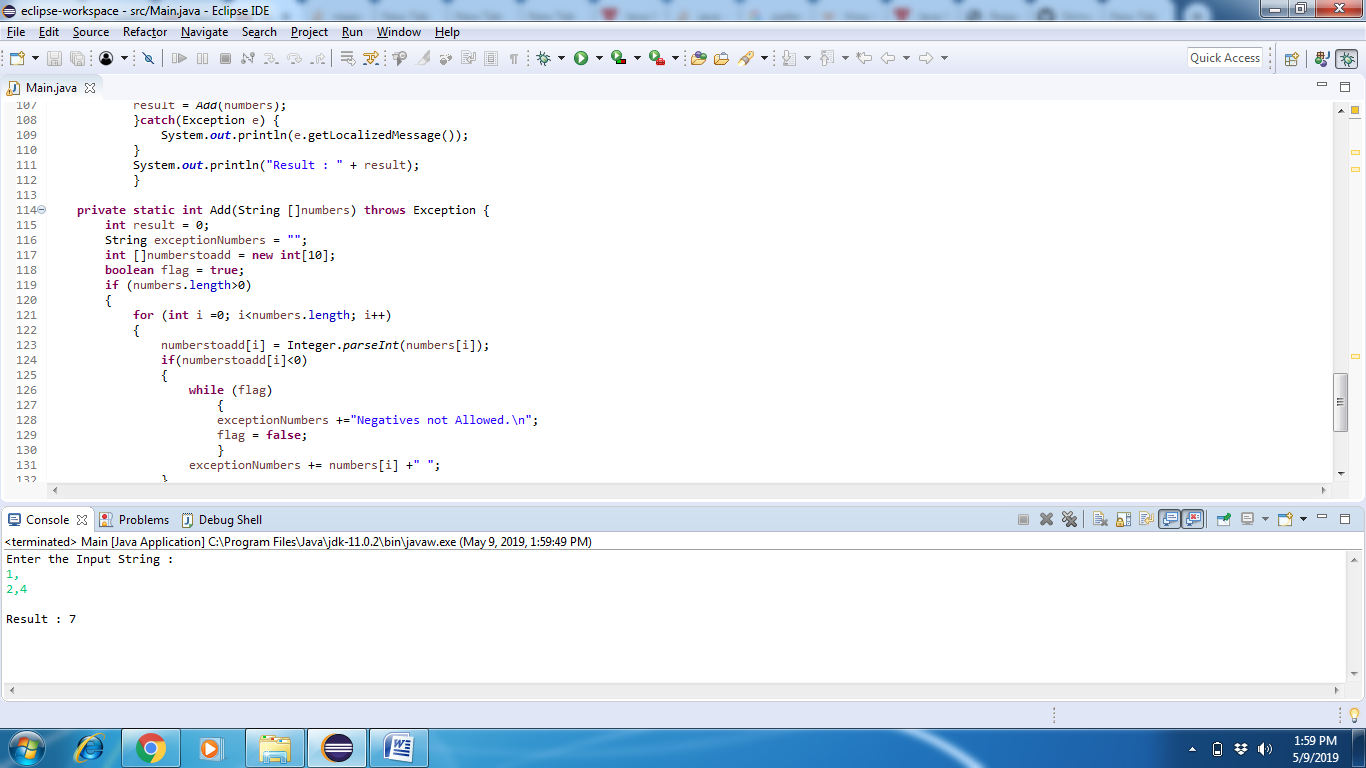 eclipse-workspace - src/Main.java - Eclipse IDE
File Edit Source Refactor Navigate Search Project Run Window Help
Quick Access
Main.java
107 result = Add(numbers);
108 }catch(Exception e) {
109 System.out.println(e.getLocalizedMessage());
110 }
111 System.out.println("Result : " + result);
112 }
113
114 private static int Add(String []numbers) throws Exception {
115 int result = 0;
116 String exceptionNumbers = "";
117 int []numberstoadd = new int[10];
118 boolean flag = true;
119 if (numbers.length>0)
120 {
121 for (int i =0; i<numbers.length; i++)
122 {
123 numberstoadd[i] = Integer.parseInt(numbers[i]);
124 if(numberstoadd[i]<0)
125 {
126 while (flag)
127 {
128 exceptionNumbers +="Negatives not Allowed.\n";
129 flag = false;
130 }
131 exceptionNumbers += numbers[i] +" ";
132 }
Console Problems Debug Shell
<terminated> Main [Java Application] C:\Program Files\Java\jdk-11.0.2\bin\javaw.exe (May 9, 2019, 1:59:49 PM)
Enter the Input String :
1,
2,4
Result : 7
1:59 PM
5/9/2019